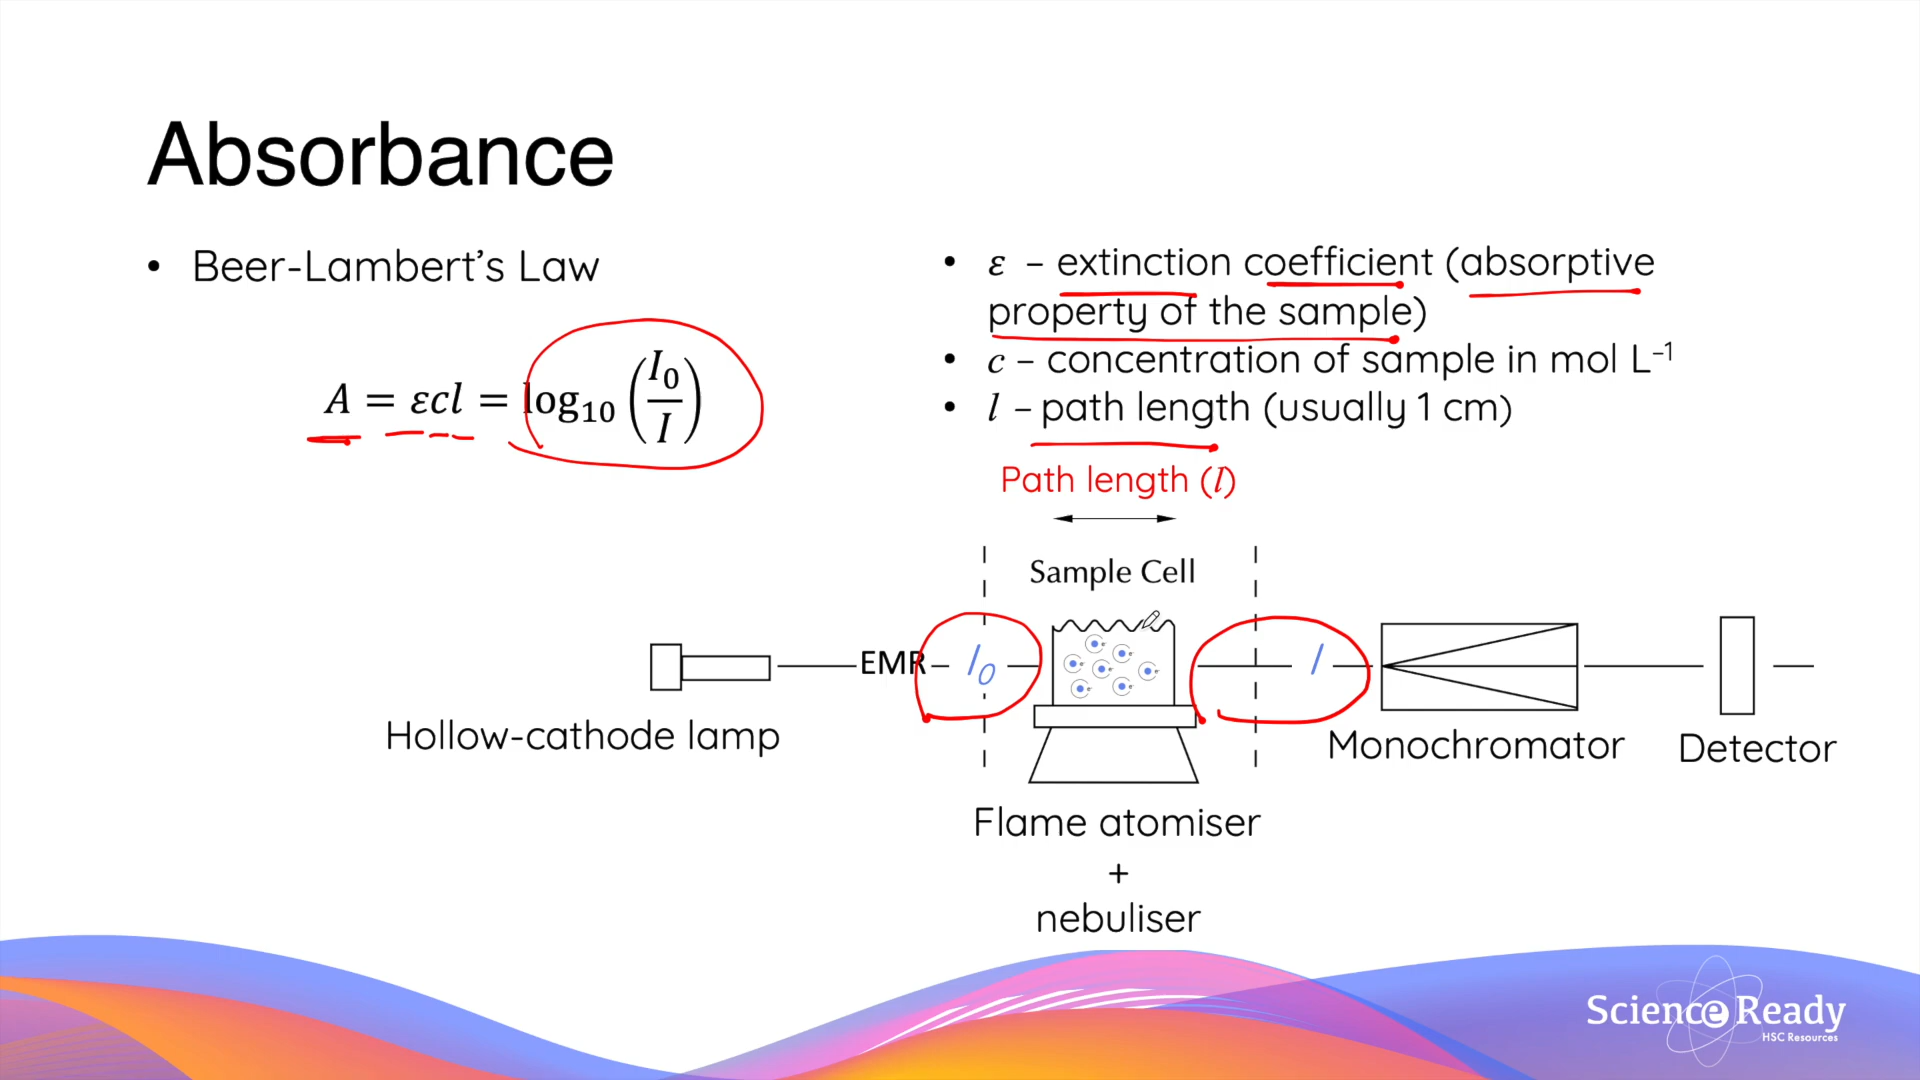 Absorbance
• Beer-Lambert’s Law
A = εcl = log₁₀ (I₀/I)
• ε – extinction coefficient (absorptive
property of the sample)
• c – concentration of sample in mol L⁻¹
• l – path length (usually 1 cm)
Path length (l)
Sample Cell
EMR
I₀
I
Hollow-cathode lamp
Monochromator
Detector
Flame atomiser
+
nebuliser
Science Ready
HSC Resources